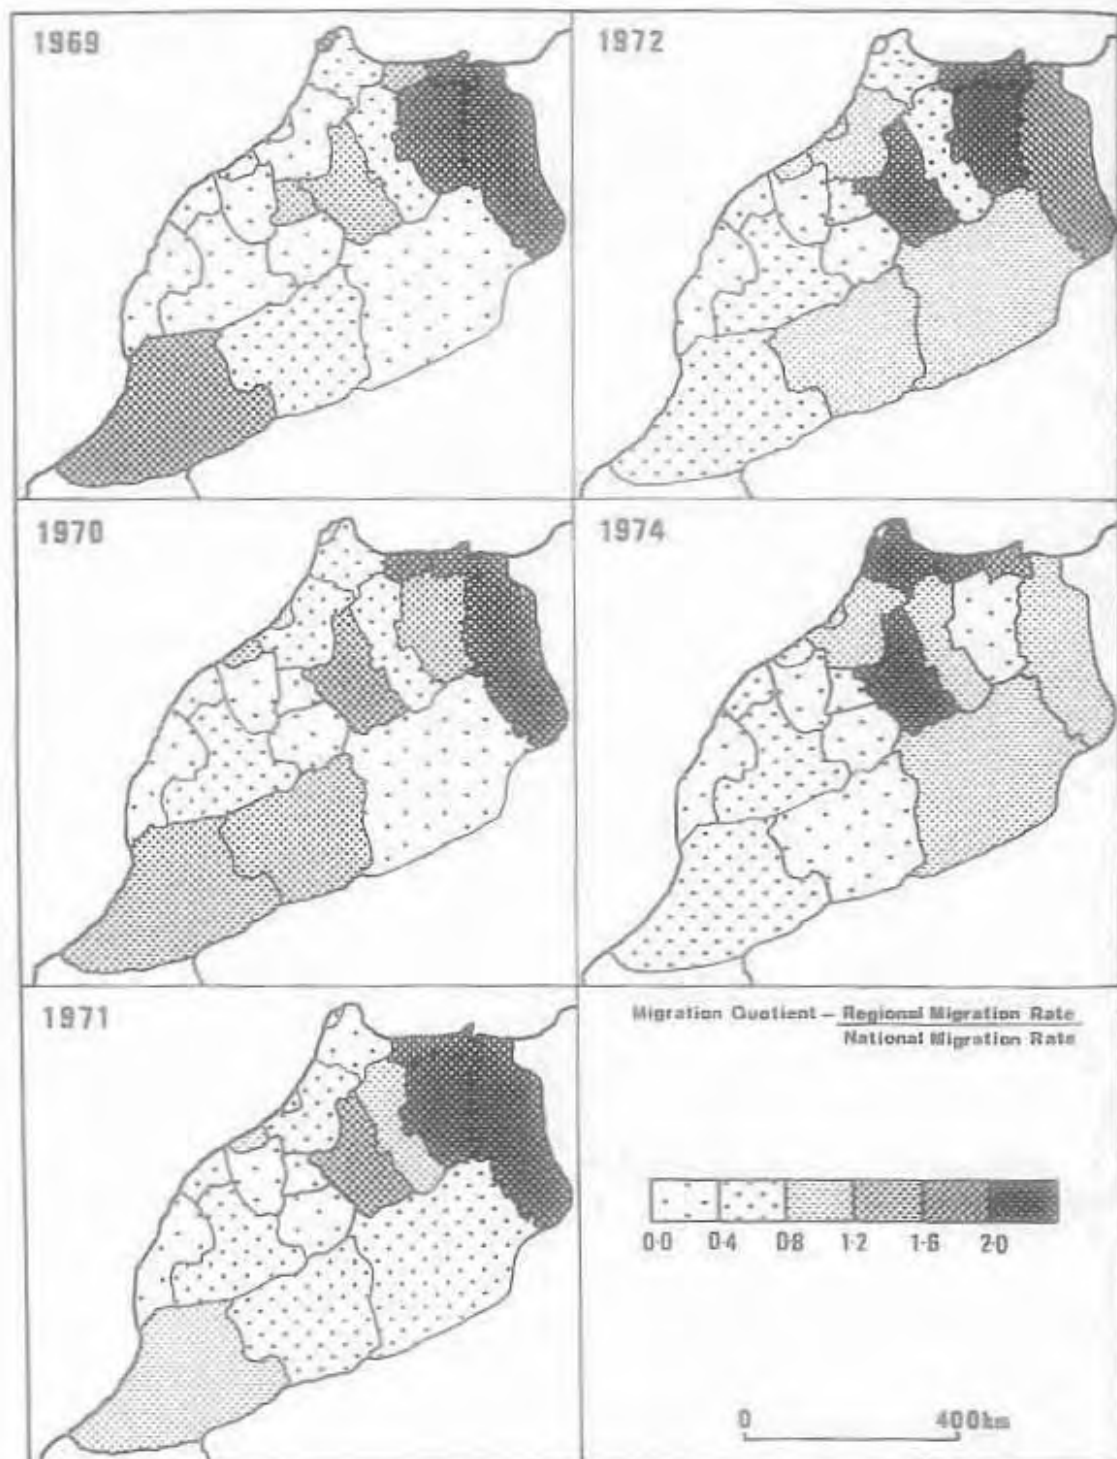 1969
1972
1970
1974
1971
Migration Quotient – Regional Migration Rate
National Migration Rate
0·0 0·4 0·8 1·2 1·6 2·0
0 400km